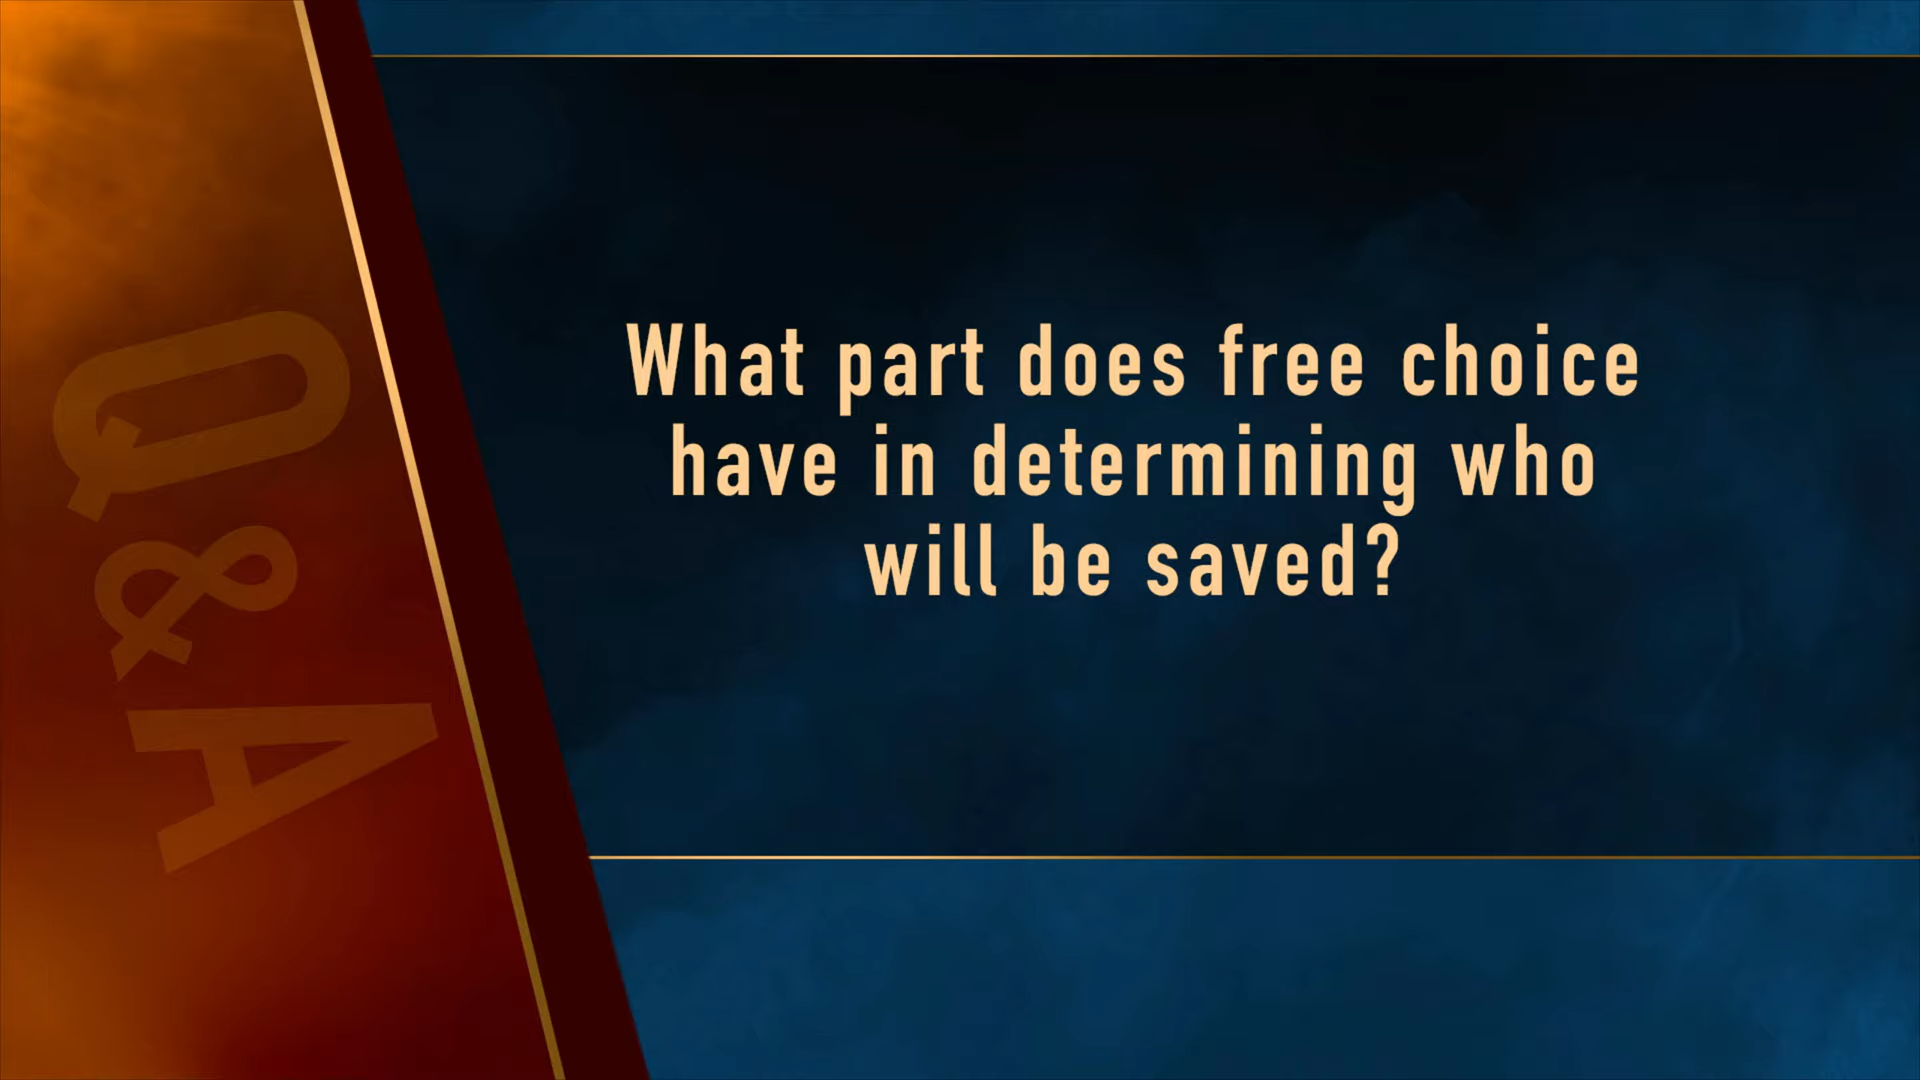 Q&A
What part does free choice
have in determining who
will be saved?